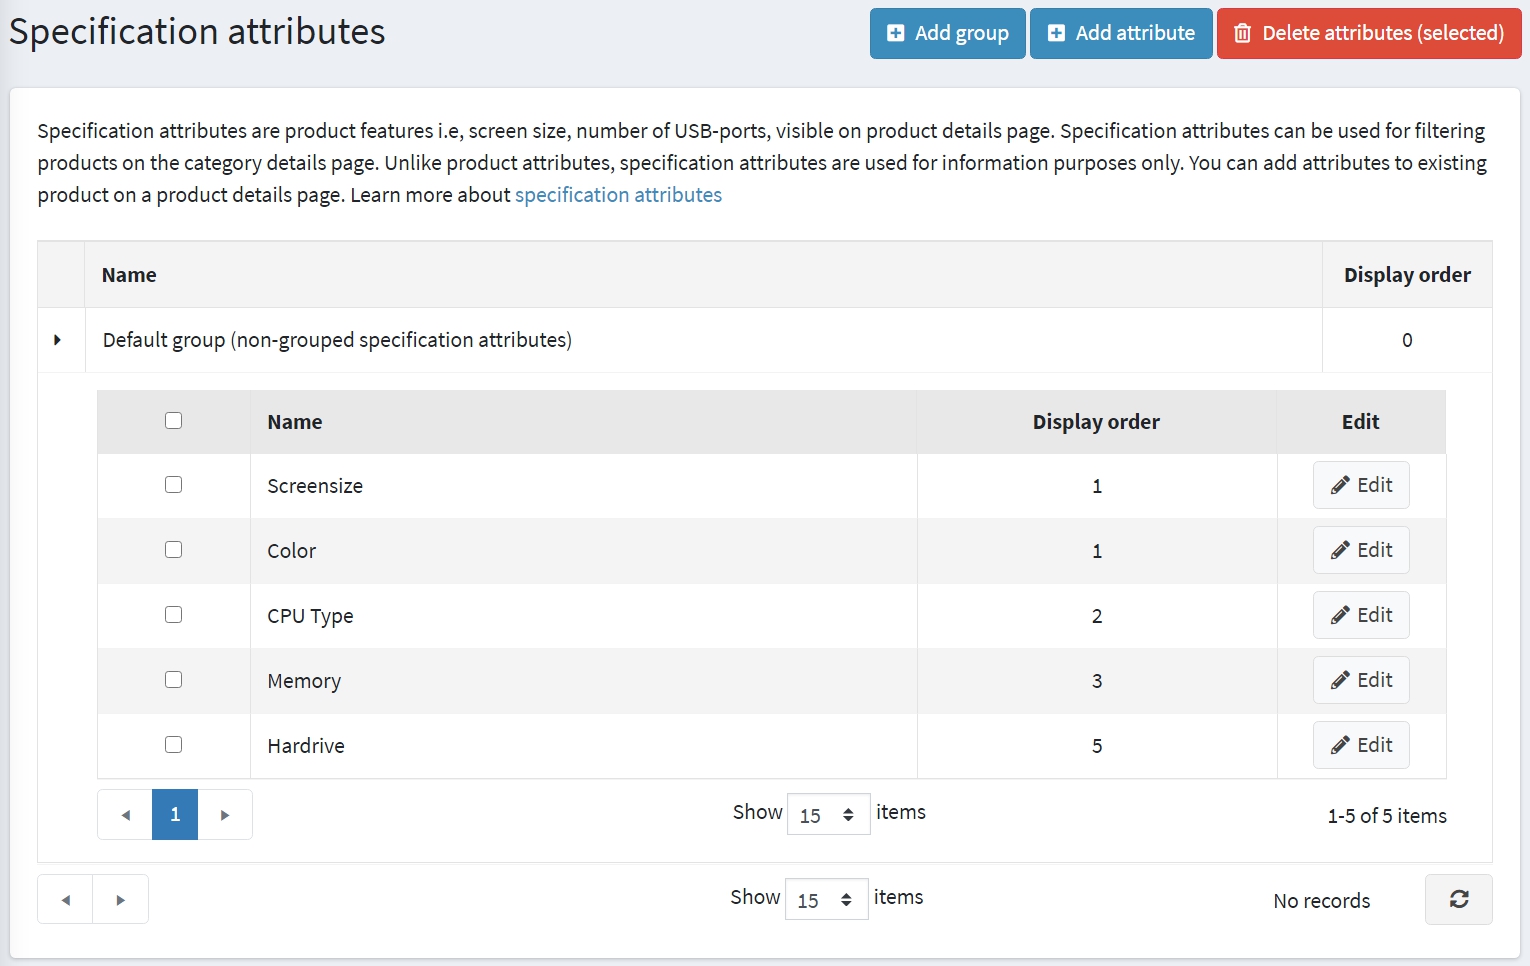 Specification attributes
Add group
Add attribute
Delete attributes (selected)
Specification attributes are product features i.e, screen size, number of USB-ports, visible on product details page. Specification attributes can be used for filtering
products on the category details page. Unlike product attributes, specification attributes are used for information purposes only. You can add attributes to existing
product on a product details page. Learn more about specification attributes
Name Display order
Default group (non-grouped specification attributes) 0
Name Display order Edit
Screensize 1 Edit
Color 1 Edit
CPU Type 2 Edit
Memory 3 Edit
Hardrive 5 Edit
1 Show 15 items 1-5 of 5 items
Show 15 items No records